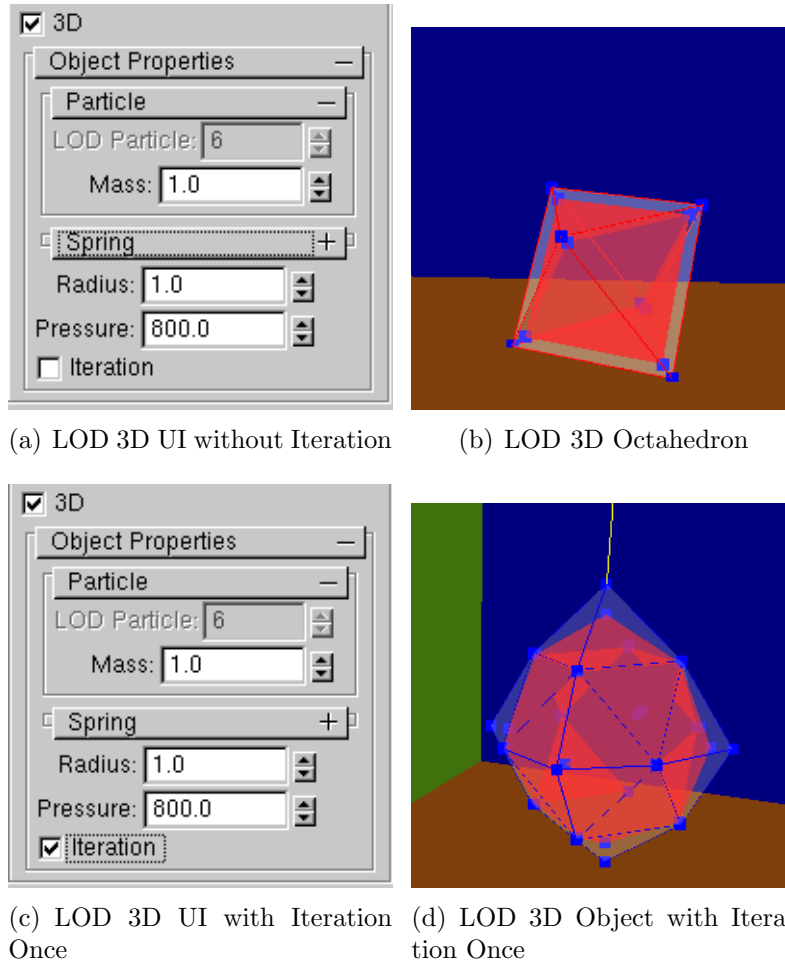 3D
Object Properties
Particle
LOD Particle: 6
Mass: 1.0
Spring
Radius: 1.0
Pressure: 800.0
Iteration
(a) LOD 3D UI without Iteration
(b) LOD 3D Octahedron
3D
Object Properties
Particle
LOD Particle: 6
Mass: 1.0
Spring
Radius: 1.0
Pressure: 800.0
Iteration
(c) LOD 3D UI with Iteration
Once
(d) LOD 3D Object with Itera
tion Once